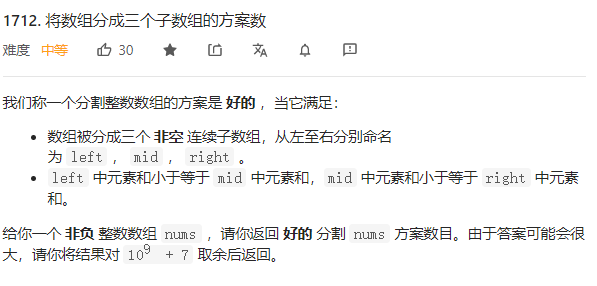 1712. 将数组分成三个子数组的方案数
难度 中等 30
我们称一个分割整数数组的方案是 好的 ，当它满足：
• 数组被分成三个 非空 连续子数组，从左至右分别命名
为 left ， mid ， right 。
• left 中元素和小于等于 mid 中元素和，mid 中元素和小于等于 right 中元素
和。
给你一个 非负 整数数组 nums ，请你返回 好的 分割 nums 方案数目。由于答案可能会很
大，请你将结果对 10⁹ + 7 取余后返回。